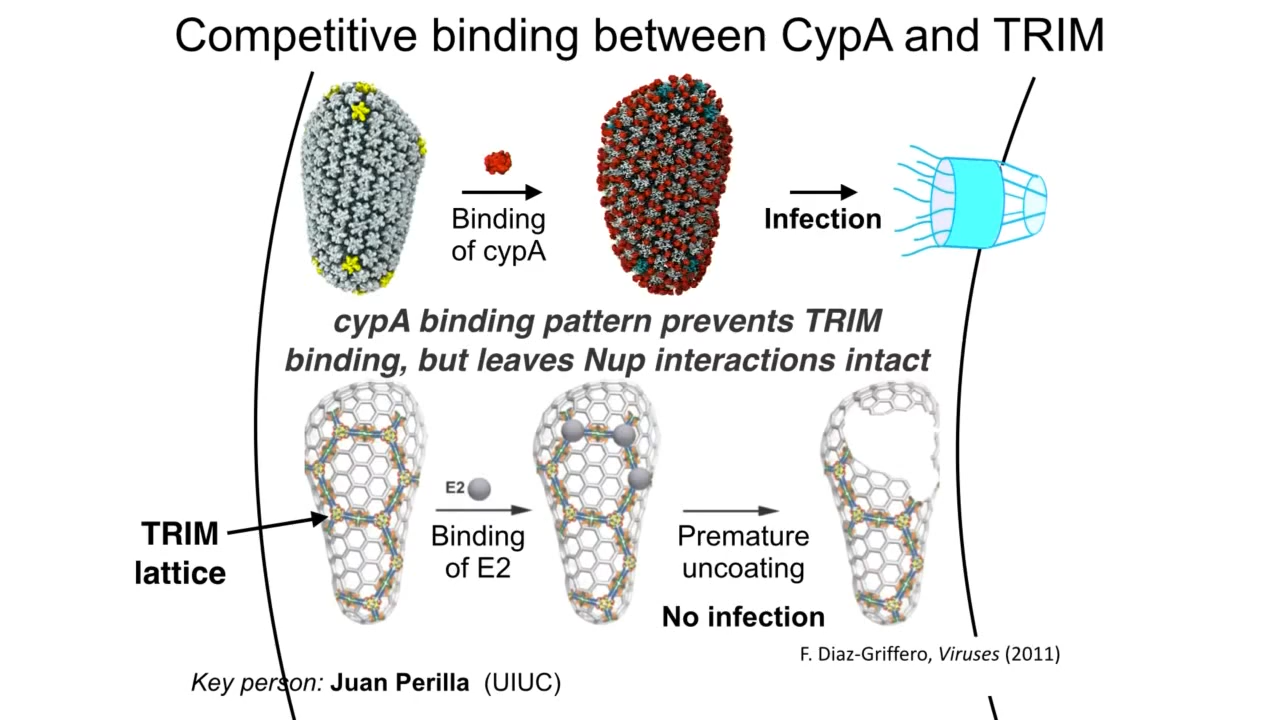 Competitive binding between CypA and TRIM
Binding
of cypA
Infection
cypA binding pattern prevents TRIM
binding, but leaves Nup interactions intact
TRIM
lattice
E2
Binding
of E2
Premature
uncoating
No infection
F. Diaz-Griffero, Viruses (2011)
Key person: Juan Perilla (UIUC)